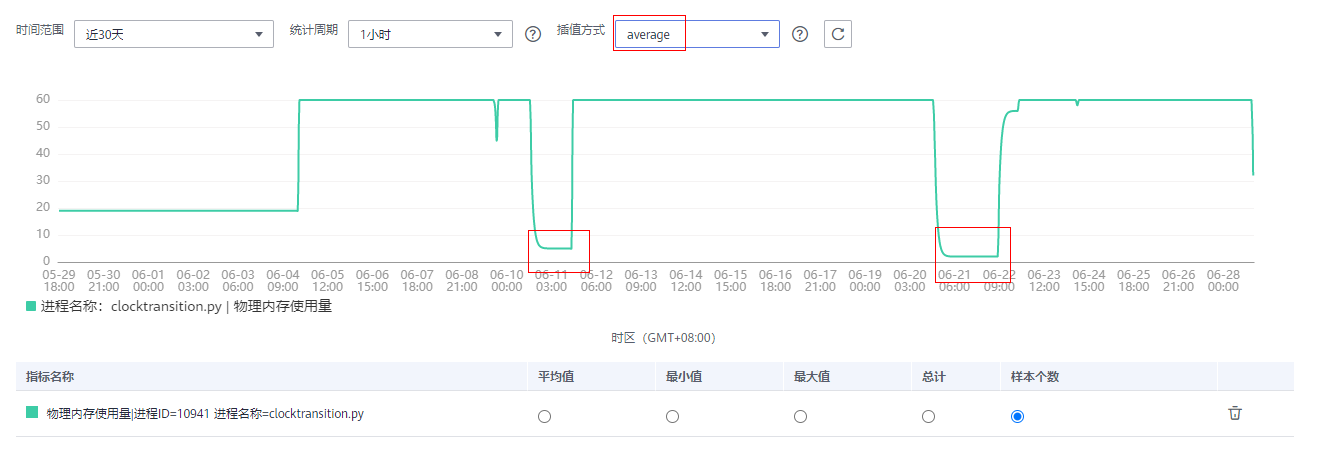 时间范围 近30天 统计周期 1小时 插值方式 average
60
50
40
30
20
10
0
05-29 05-30 06-01 06-02 06-03 06-04 06-05 06-06 06-07 06-08 06-10 06-11 06-12 06-13 06-14 06-15 06-16 06-17 06-19 06-20 06-21 06-22 06-23 06-24 06-25 06-26 06-28
18:00 21:00 00:00 03:00 06:00 09:00 12:00 15:00 18:00 21:00 00:00 03:00 06:00 09:00 12:00 15:00 18:00 21:00 00:00 03:00 06:00 09:00 12:00 15:00 18:00 21:00 00:00
进程名称：clocktransition.py | 物理内存使用量
时区（GMT+08:00）
指标名称 平均值 最小值 最大值 总计 样本个数
物理内存使用量|进程ID=10941 进程名称=clocktransition.py